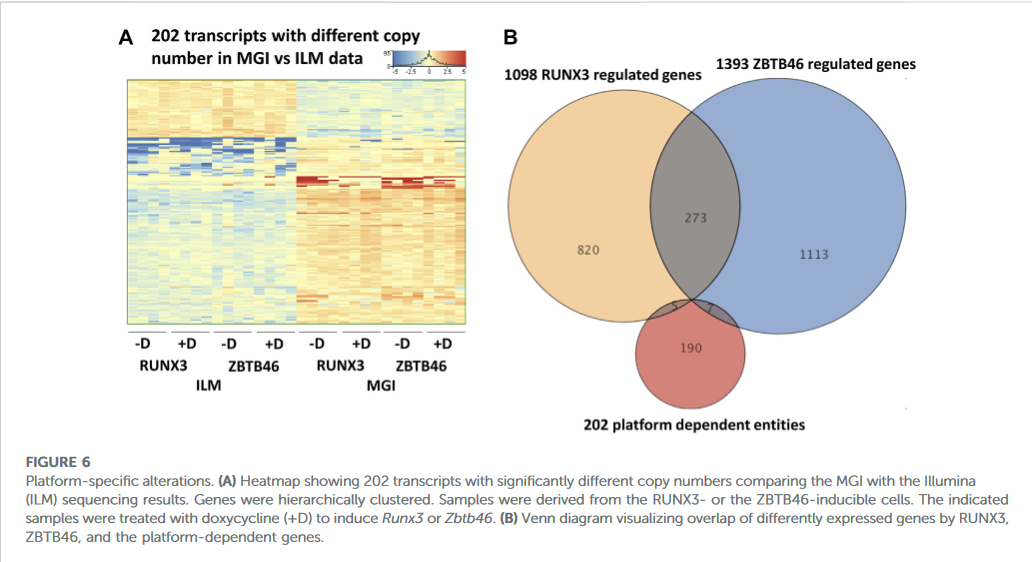 A 202 transcripts with different copy
number in MGI vs ILM data
95
0
-5 -2.5 0 2.5 5
-D +D -D +D -D +D -D +D
RUNX3 ZBTB46 RUNX3 ZBTB46
ILM MGI
B
1098 RUNX3 regulated genes
1393 ZBTB46 regulated genes
273
820
1113
5 7
190
202 platform dependent entities
FIGURE 6
Platform-specific alterations. (A) Heatmap showing 202 transcripts with significantly different copy numbers comparing the MGI with the Illumina
(ILM) sequencing results. Genes were hierarchically clustered. Samples were derived from the RUNX3- or the ZBTB46-inducible cells. The indicated
samples were treated with doxycycline (+D) to induce Runx3 or Zbtb46. (B) Venn diagram visualizing overlap of differently expressed genes by RUNX3,
ZBTB46, and the platform-dependent genes.